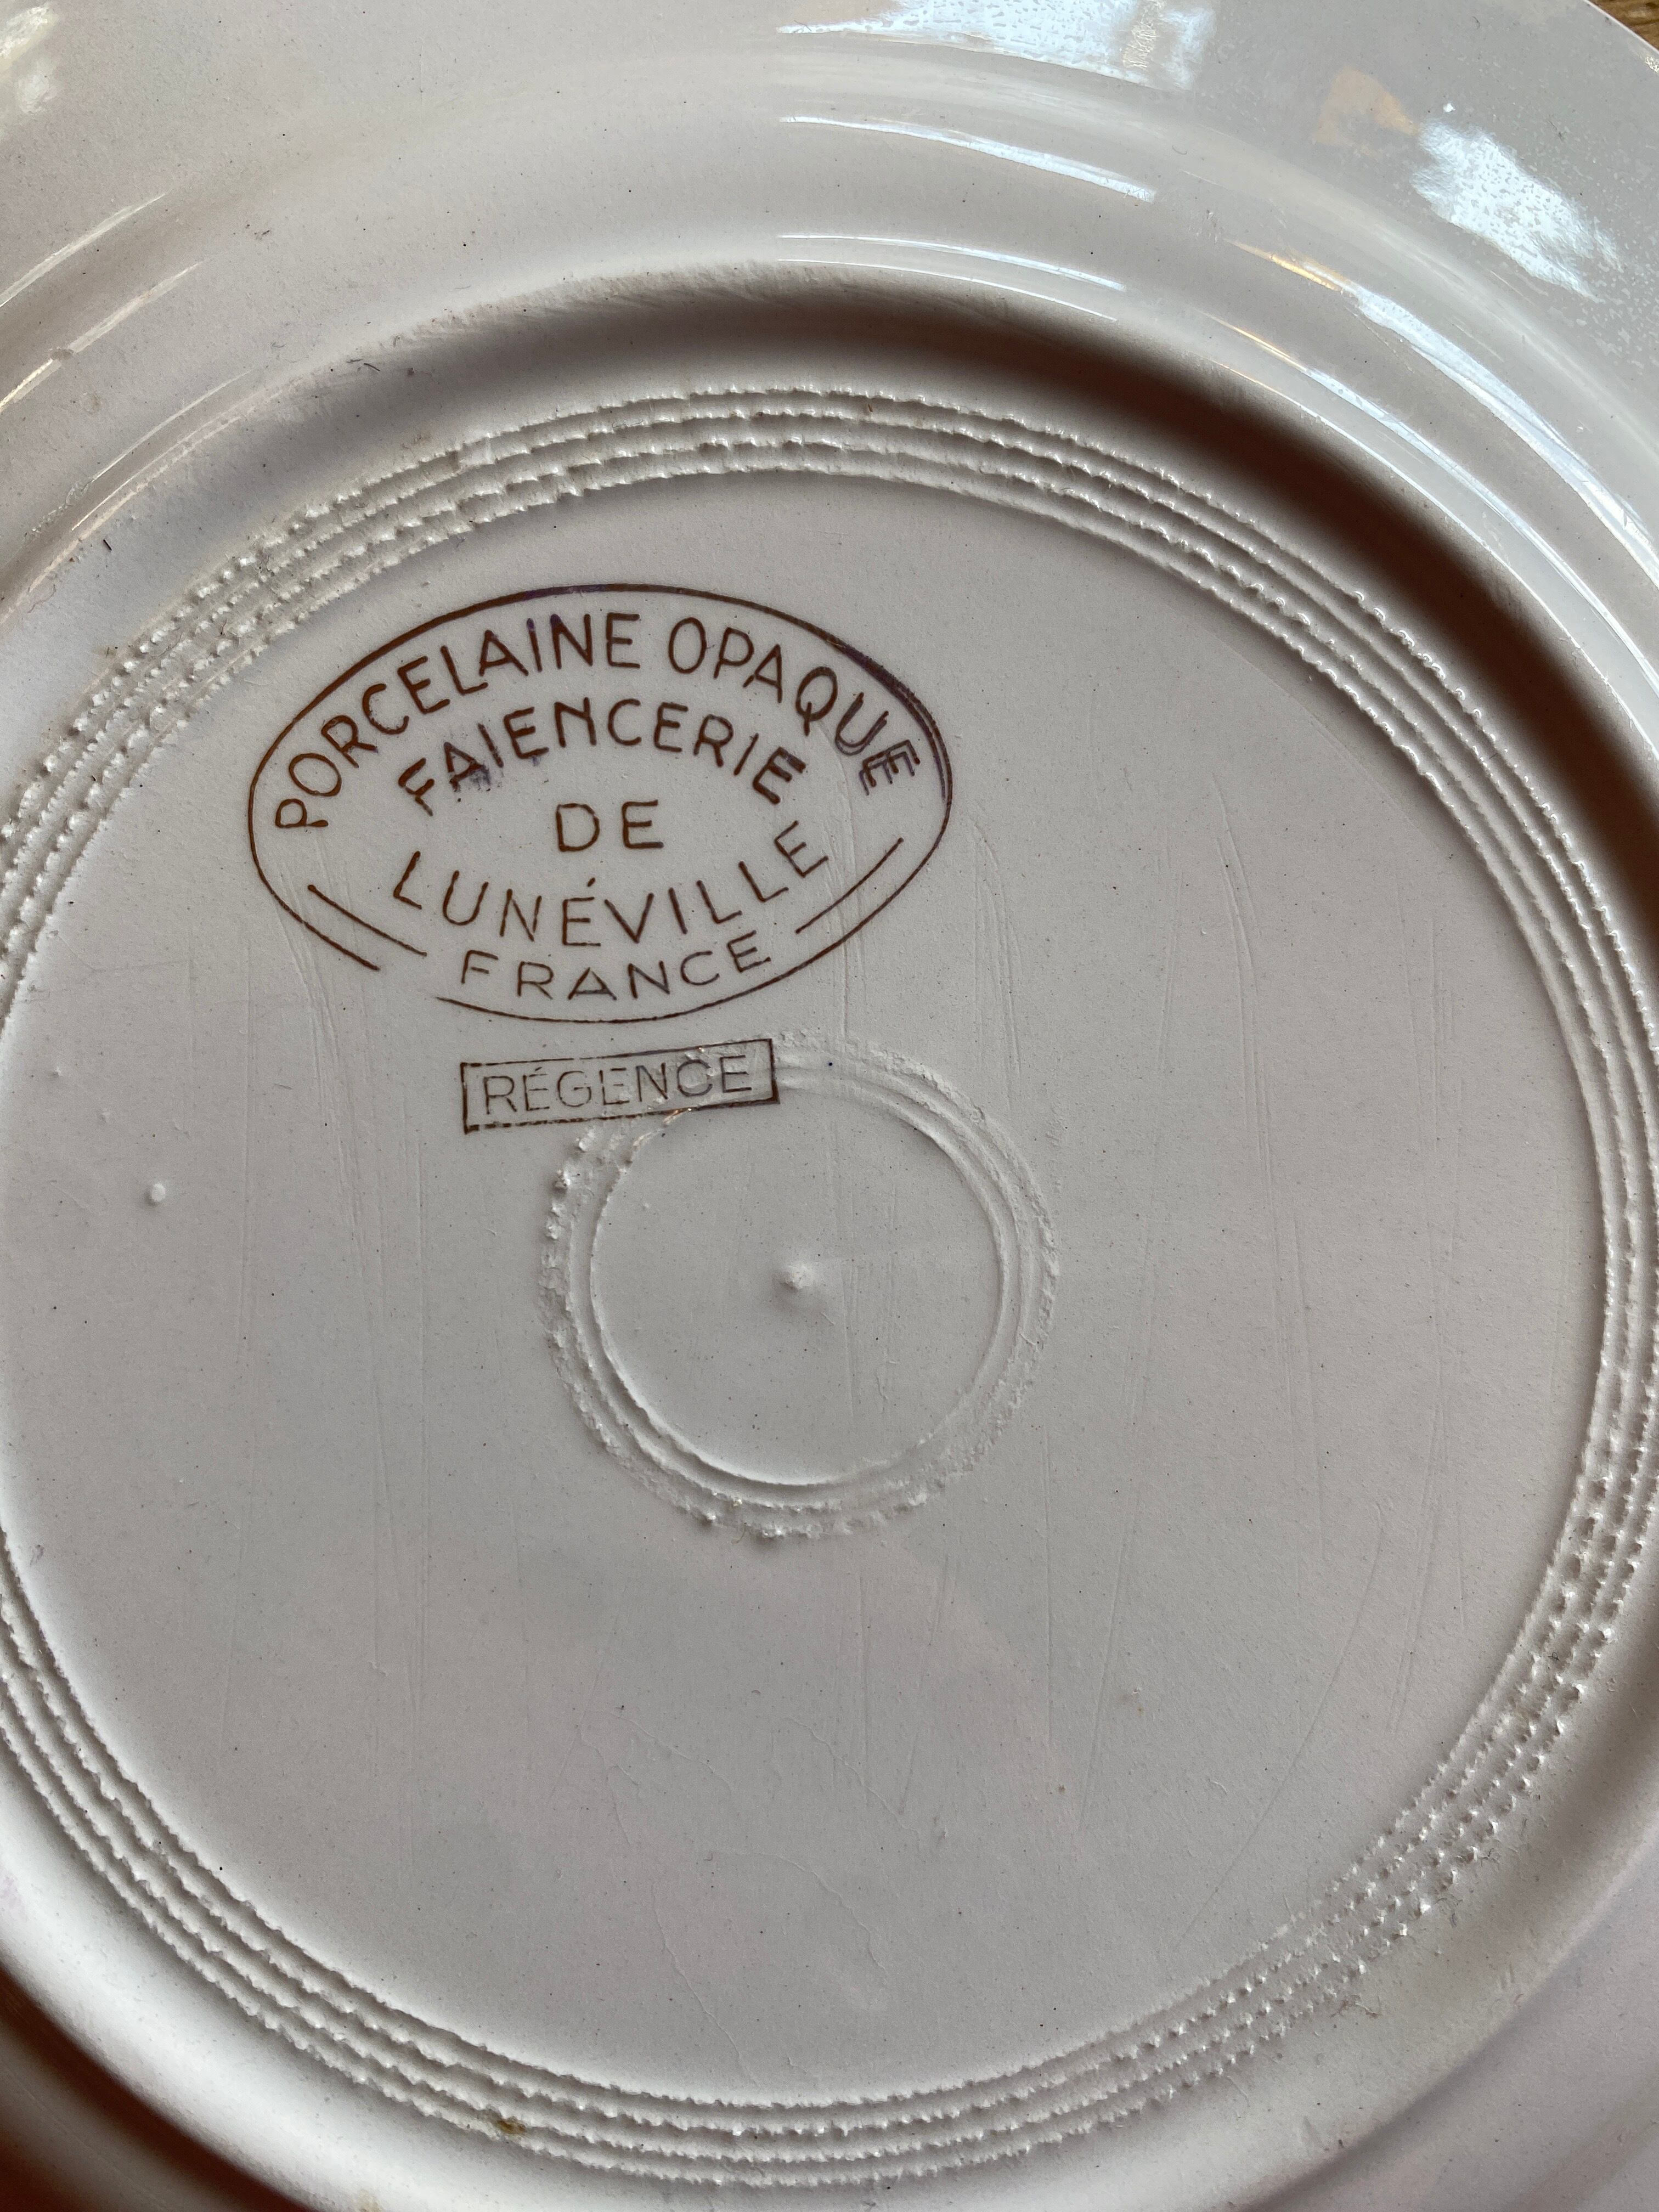 PORCELAINE OPAQUE
FAIENCERIE
DE
LUNÉVILLE
FRANCE
RÉGENCE